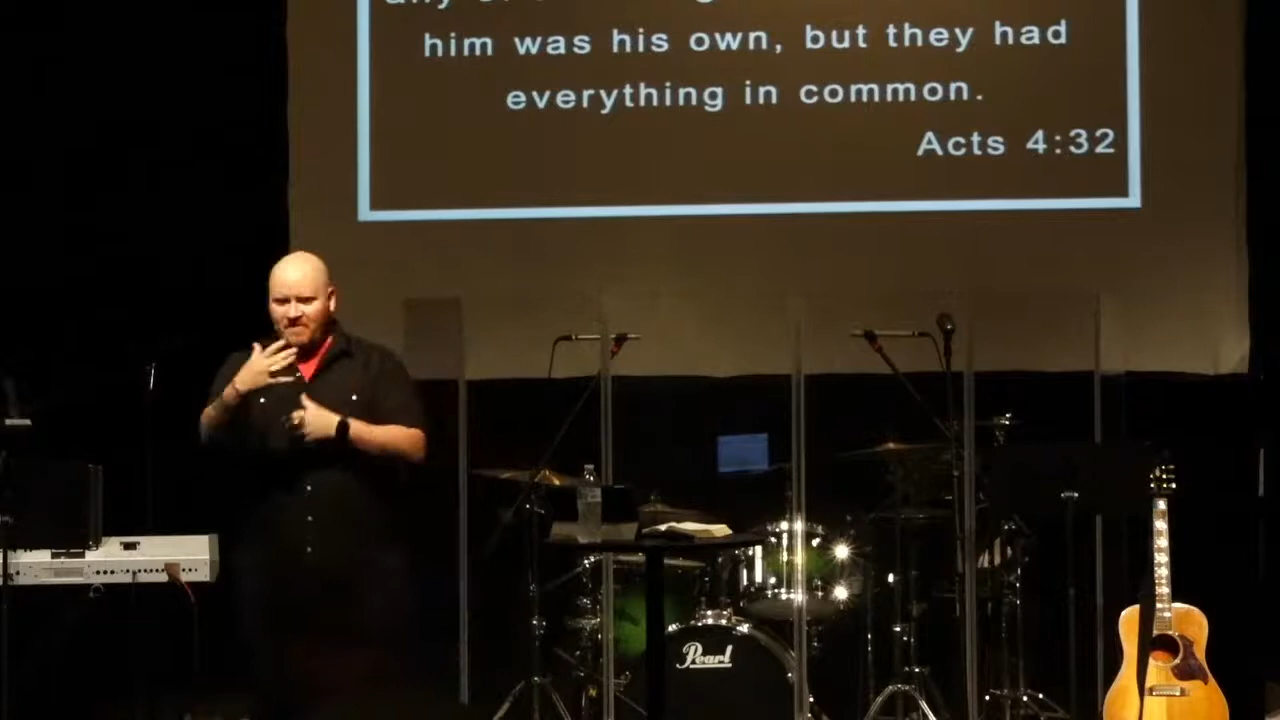 him was his own, but they had
everything in common.
Acts 4:32
Pearl